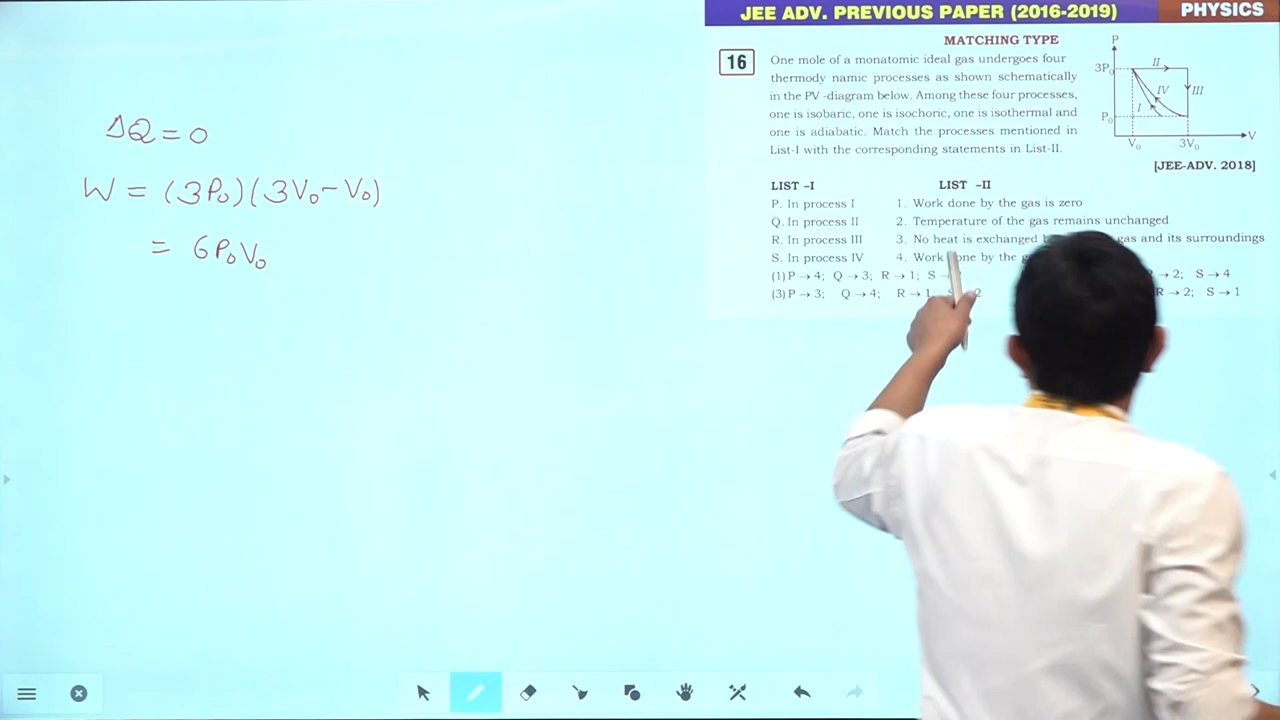 JEE ADV. PREVIOUS PAPER (2016-2019) PHYSICS
MATCHING TYPE
16
One mole of a monatomic ideal gas undergoes four
thermody namic processes as shown schematically
in the PV -diagram below. Among these four processes,
one is isobaric, one is isochoric, one is isothermal and
one is adiabatic. Match the processes mentioned in
List-I with the corresponding statements in List-II.
P
3P₀
P₀
II
IV
III
I
V₀ 3V₀
V
[JEE-ADV. 2018]
LIST –I LIST –II
P. In process I 1. Work done by the gas is zero
Q. In process II 2. Temperature of the gas remains unchanged
R. In process III 3. No heat is exchanged gas and its surroundings
S. In process IV 4. Work done by the
(1) P → 4; Q → 3; R → 1; S → 2; S → 4
(3) P → 3; Q → 4; R → 1 2 R → 2; S → 1
ΔQ = 0
W = (3P₀)(3V₀–V₀)
= 6P₀V₀